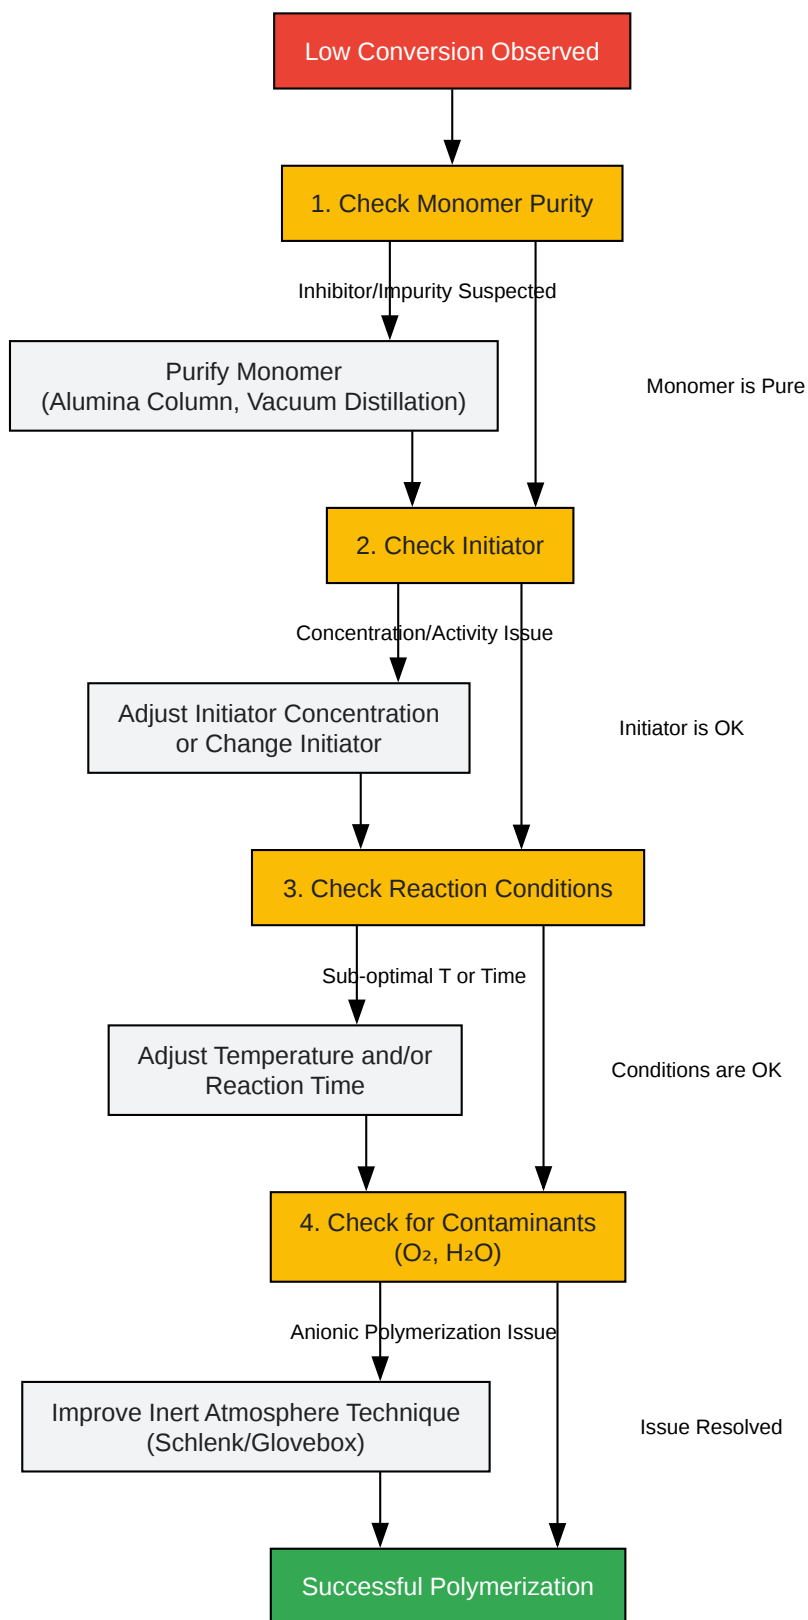 Low Conversion Observed
1. Check Monomer Purity
Inhibitor/Impurity Suspected
Purify Monomer
(Alumina Column, Vacuum Distillation)
Monomer is Pure
2. Check Initiator
Concentration/Activity Issue
Adjust Initiator Concentration
or Change Initiator
Initiator is OK
3. Check Reaction Conditions
Sub-optimal T or Time
Adjust Temperature and/or
Reaction Time
Conditions are OK
4. Check for Contaminants
(O₂, H₂O)
Anionic Polymerization Issue
Improve Inert Atmosphere Technique
(Schlenk/Glovebox)
Issue Resolved
Successful Polymerization